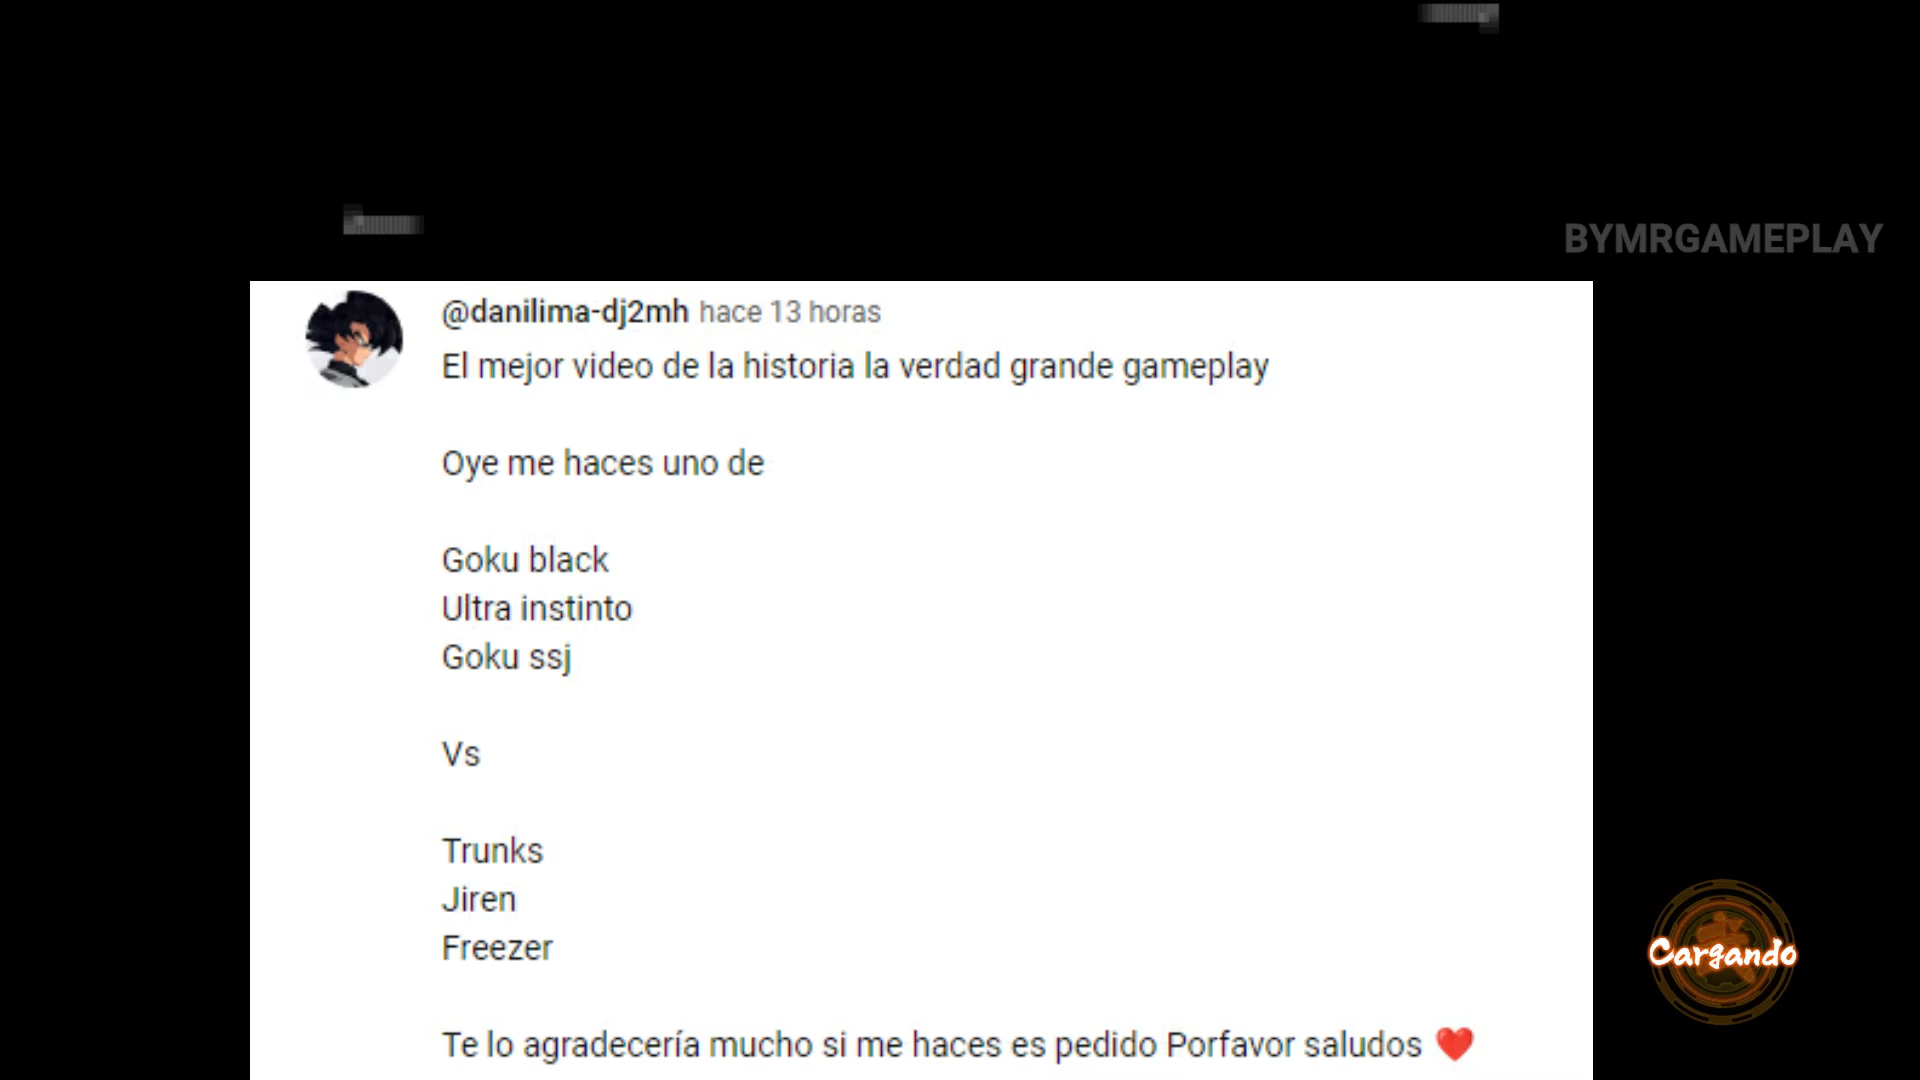 BYMRGAMEPLAY
@danilima-dj2mh hace 13 horas
El mejor video de la historia la verdad grande gameplay
Oye me haces uno de
Goku black
Ultra instinto
Goku ssj
Vs
Trunks
Jiren
Freezer
Cargando
Te lo agradecería mucho si me haces es pedido Porfavor saludos ❤️